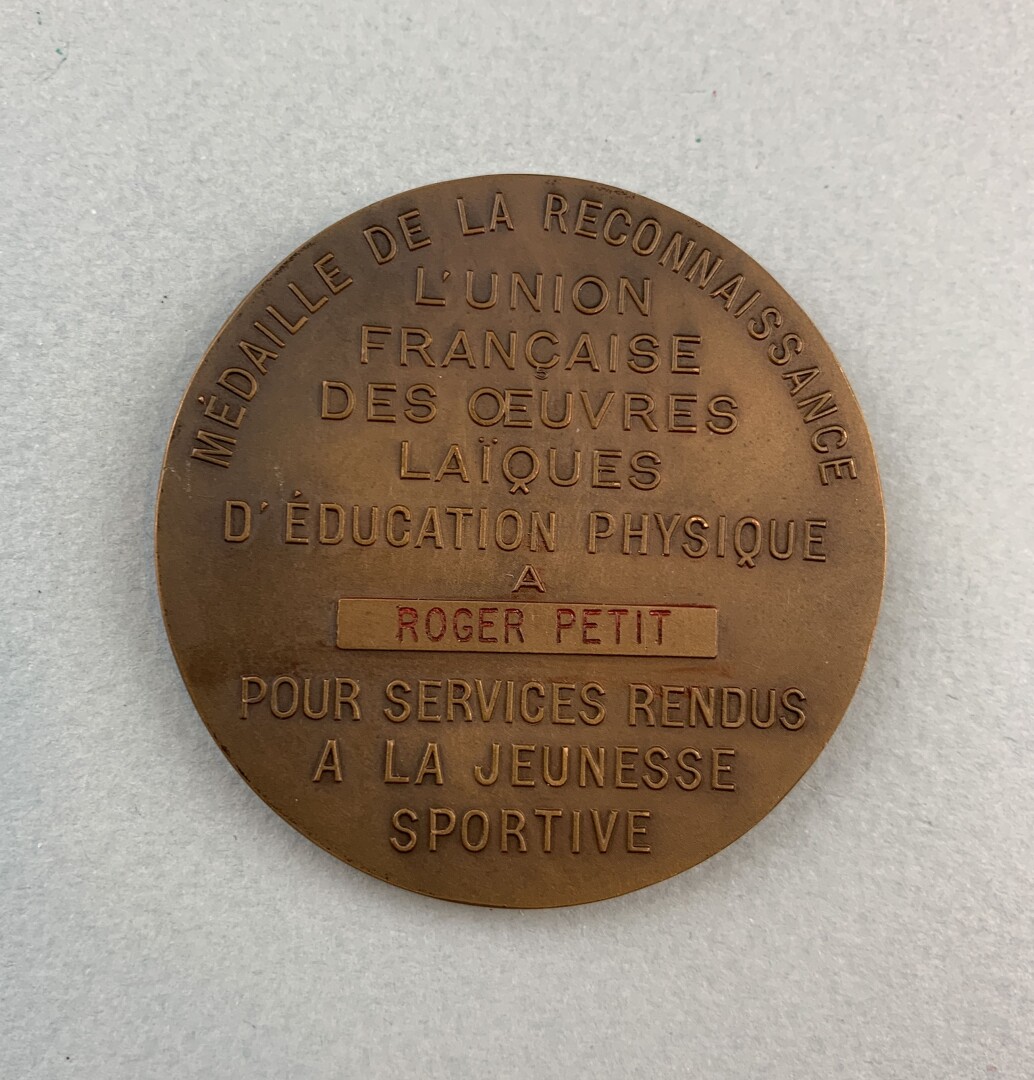 MÉDAILLE DE LA RECONNAISSANCE
L'UNION
FRANÇAISE
DES ŒUVRES
LAÏQUES
D'ÉDUCATION PHYSIQUE
A
ROGER PETIT
POUR SERVICES RENDUS
A LA JEUNESSE
SPORTIVE